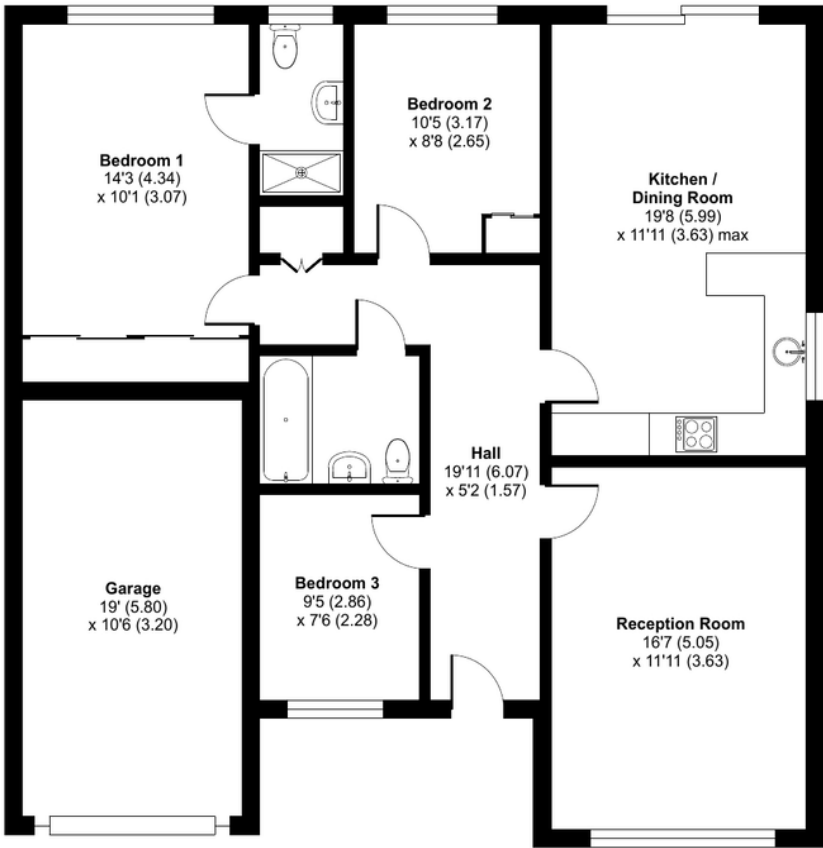 Bedroom 1
14'3 (4.34)
x 10'1 (3.07)
Bedroom 2
10'5 (3.17)
x 8'8 (2.65)
Kitchen /
Dining Room
19'8 (5.99)
x 11'11 (3.63) max
Hall
19'11 (6.07)
x 5'2 (1.57)
Garage
19' (5.80)
x 10'6 (3.20)
Bedroom 3
9'5 (2.86)
x 7'6 (2.28)
Reception Room
16'7 (5.05)
x 11'11 (3.63)